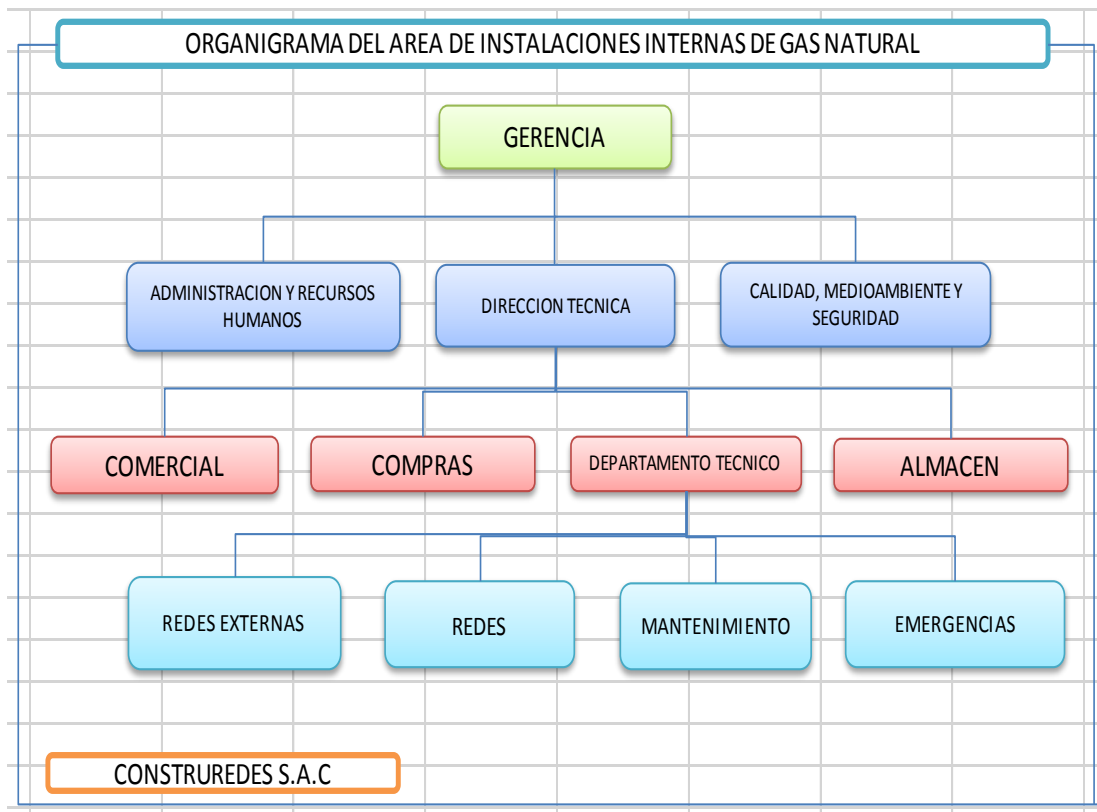 ORGANIGRAMA DEL AREA DE INSTALACIONES INTERNAS DE GAS NATURAL
GERENCIA
ADMINISTRACION Y RECURSOS
HUMANOS
DIRECCION TECNICA
CALIDAD, MEDIOAMBIENTE Y
SEGURIDAD
COMERCIAL
COMPRAS
DEPARTAMENTO TECNICO
ALMACEN
REDES EXTERNAS
REDES
MANTENIMIENTO
EMERGENCIAS
CONSTRUREDES S.A.C